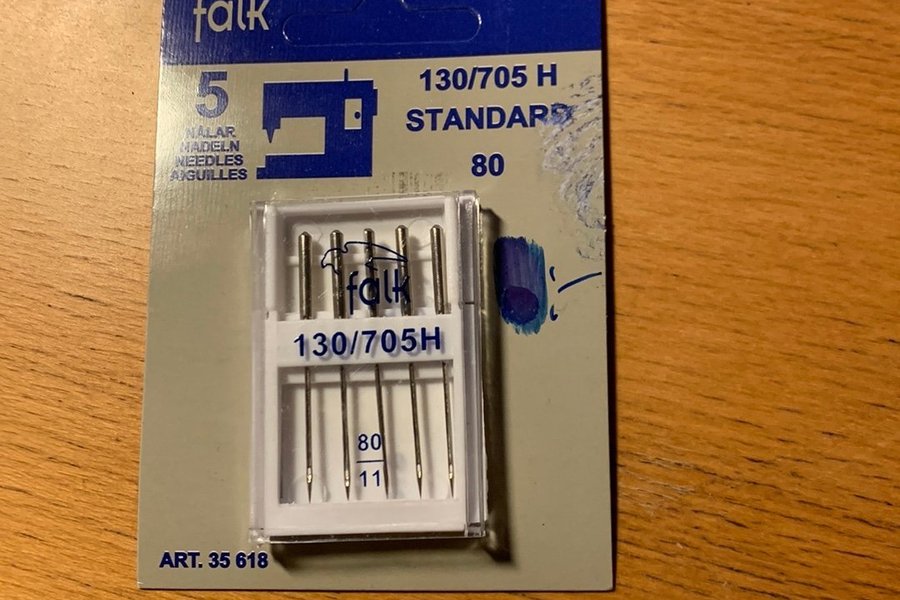 falk
5
NÅLAR
NADELN
NEEDLES
AIGUILLES
130/705 H
STANDARD
80
falk
130/705H
80
11
ART. 35 618